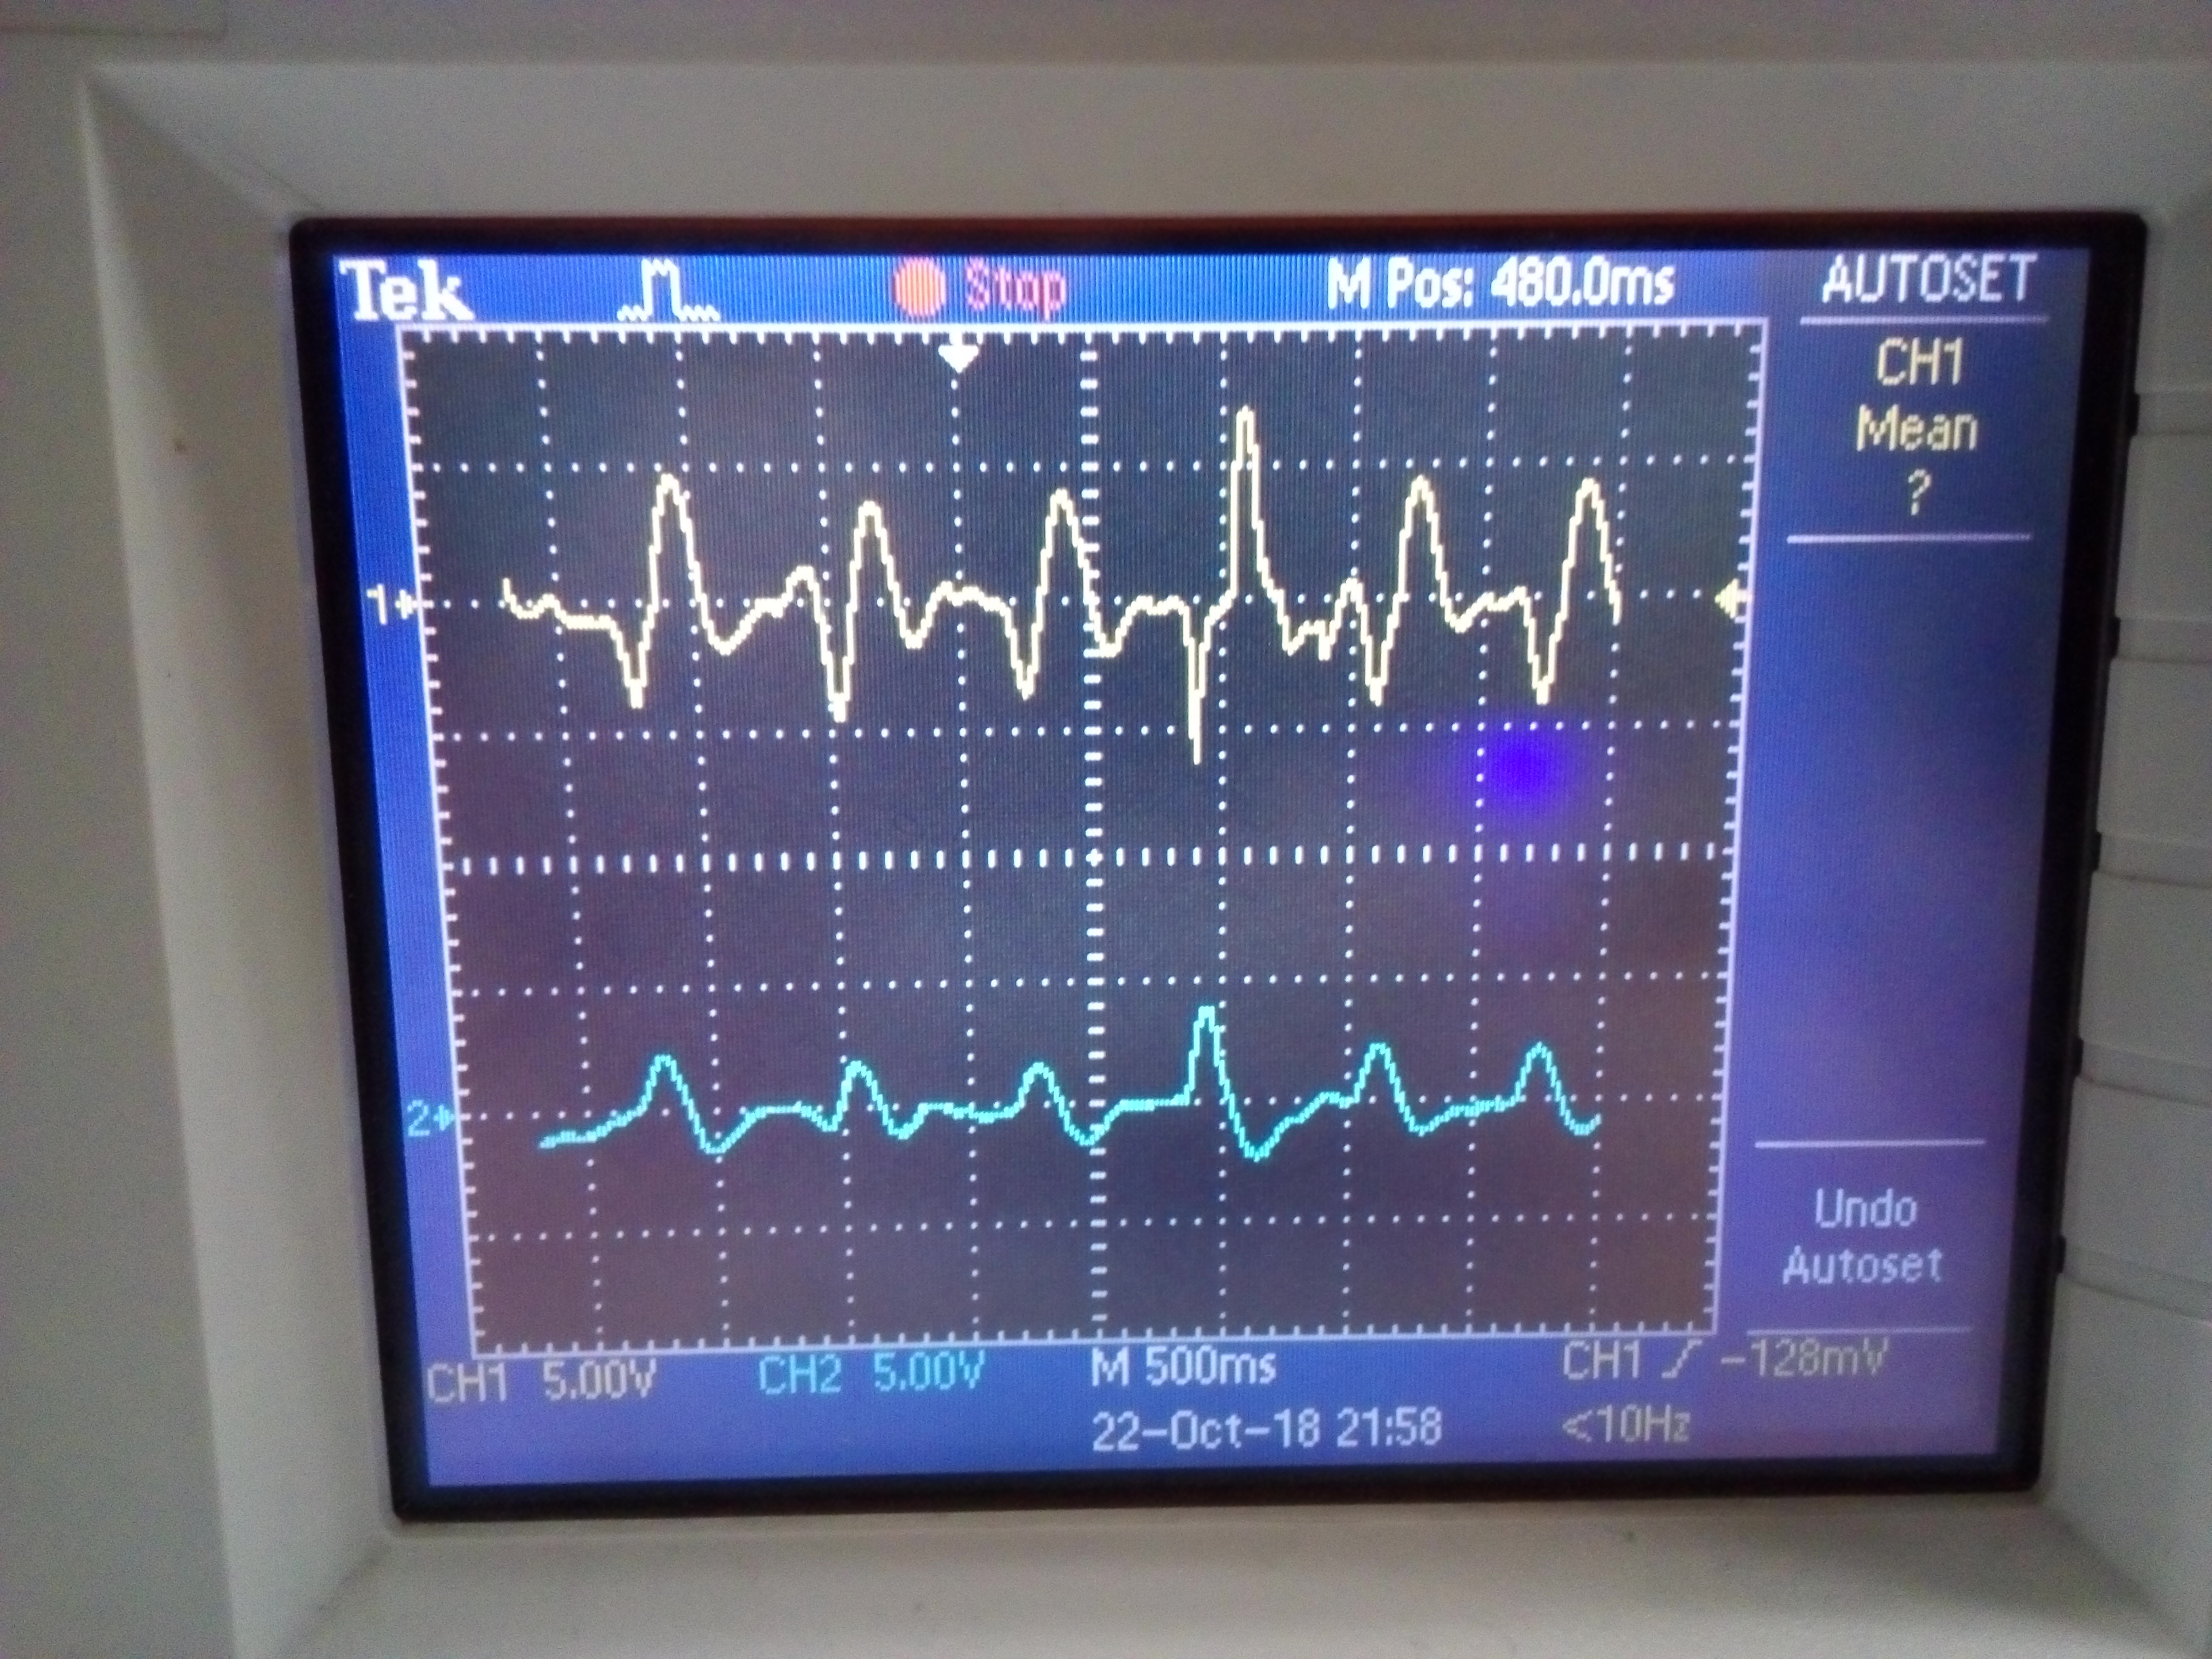 Tek Stop M Pos: 480.0ms AUTOSET
CH1
Mean
?
1
2
Undo
Autoset
CH1 5.00V CH2 5.00V M 500ms CH1 -128mV
22-Oct-18 21:58 <10Hz